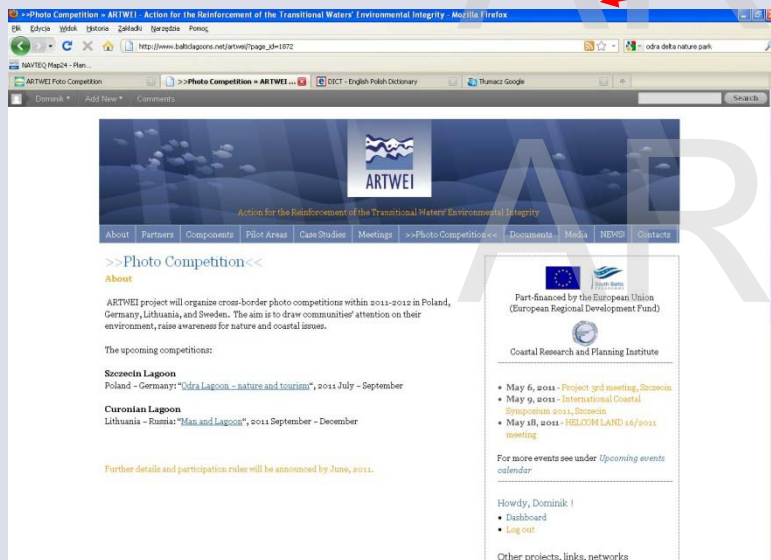 >>Photo Competition » ARTWEI - Action for the Reinforcement of the Transitional Waters' Environmental Integrity - Mozilla Firefox
Plik Edycja Widok Historia Zakładki Narzędzia Pomoc
http://www.balticlagoons.net/artwei/?page_id=1872
odra delta nature park
NAVTEQ Map24 - Plan...
ARTWEI Foto Competition
>>Photo Competition » ARTWEI ...
DICT - English Polish Dictionary
Tłumacz Google
Dominik
Add New
Comments
Search
AR
AR
ARTWEI
Action for the Reinforcement of the Transitional Waters' Environmental Integrity
About Partners Components Pilot Areas Case Studies Meetings >>Photo Competition<< Documents Media NEWS! Contacts
>>Photo Competition<<
About
ARTWEI project will organize cross-border photo competitions within 2011-2012 in Poland,
Germany, Lithuania, and Sweden. The aim is to draw communities' attention on their
environment, raise awareness for nature and coastal issues.
The upcoming competitions:
Szczecin Lagoon
Poland – Germany: “Odra Lagoon – nature and tourism“, 2011 July – September
Curonian Lagoon
Lithuania – Russia: “Man and Lagoon“, 2011 September – December
Further details and participation rules will be announced by June, 2011.
South Baltic
Part-financed by the European Union
(European Regional Development Fund)
Coastal Research and Planning Institute
• May 6, 2011 - Project 3rd meeting, Szczecin
• May 9, 2011 - International Coastal
Symposium 2011, Szczecin
• May 18, 2011 - HELCOM LAND 16/2011
meeting
For more events see under Upcoming events
calendar
Howdy, Dominik !
• Dashboard
• Log out
Other projects, links, networks